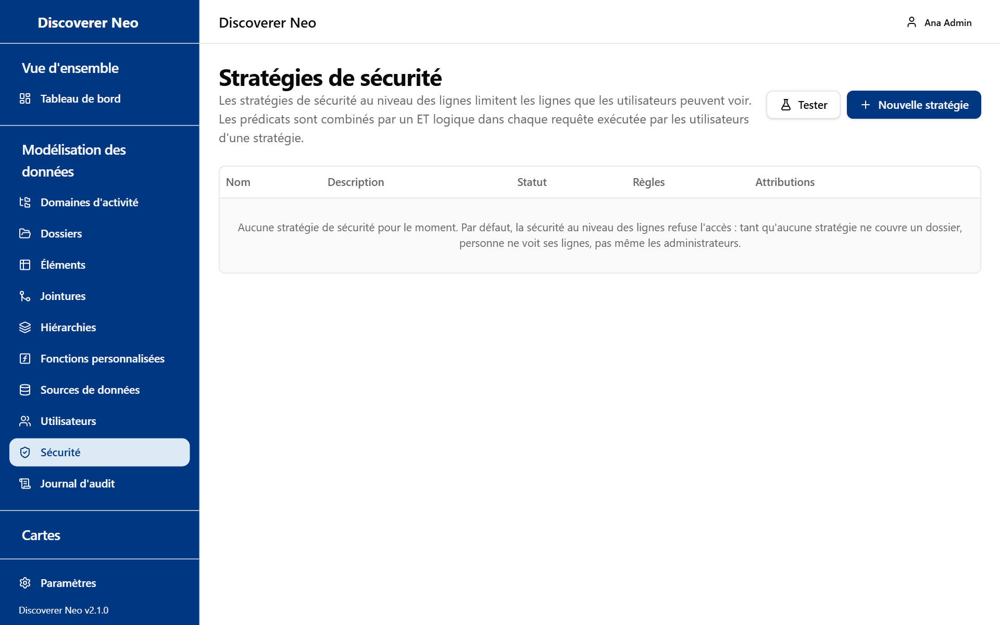 Discoverer Neo
Discoverer Neo
Ana Admin
Vue d'ensemble
Tableau de bord
Modélisation des
données
Domaines d'activité
Dossiers
Éléments
Jointures
Hiérarchies
Fonctions personnalisées
Sources de données
Utilisateurs
Sécurité
Journal d'audit
Cartes
Paramètres
Discoverer Neo v2.1.0
Stratégies de sécurité
Les stratégies de sécurité au niveau des lignes limitent les lignes que les utilisateurs peuvent voir.
Les prédicats sont combinés par un ET logique dans chaque requête exécutée par les utilisateurs
d'une stratégie.
Tester
Nouvelle stratégie
Nom Description Statut Règles Attributions
Aucune stratégie de sécurité pour le moment. Par défaut, la sécurité au niveau des lignes refuse l'accès : tant qu'aucune stratégie ne couvre un dossier,
personne ne voit ses lignes, pas même les administrateurs.